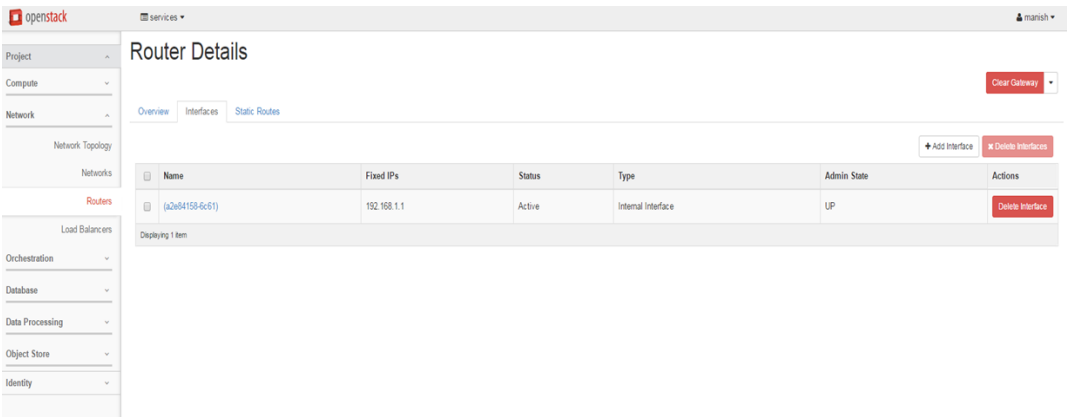 openstack
services
manish
Project
Compute
Network
Network Topology
Networks
Routers
Load Balancers
Orchestration
Database
Data Processing
Object Store
Identity
Router Details
Clear Gateway
Overview Interfaces Static Routes
+ Add Interface
✖ Delete Interfaces
Name Fixed IPs Status Type Admin State Actions
(a2e84158-6c61) 192.168.1.1 Active Internal Interface UP Delete Interface
Displaying 1 item